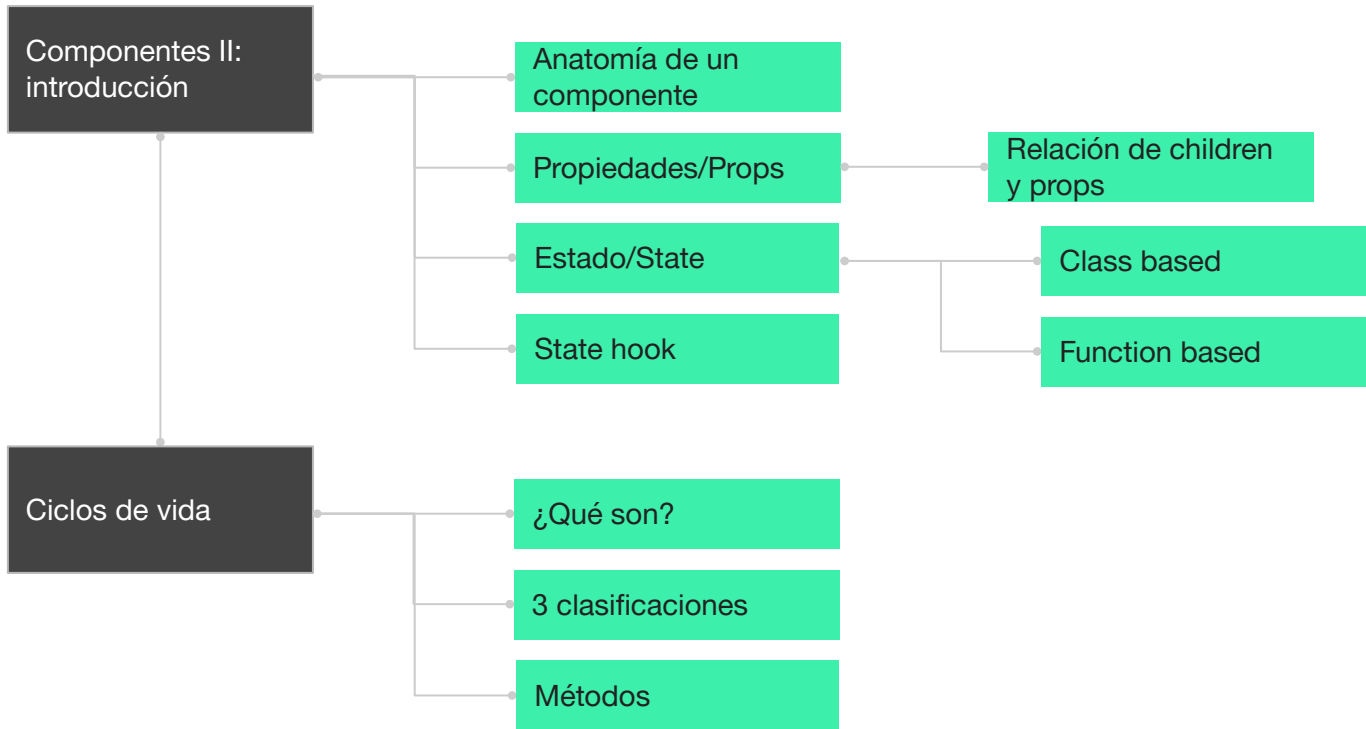 Componentes II:
introducción
Anatomía de un
componente
Propiedades/Props
Relación de children
y props
Estado/State
Class based
Function based
State hook
Ciclos de vida
¿Qué son?
3 clasificaciones
Métodos